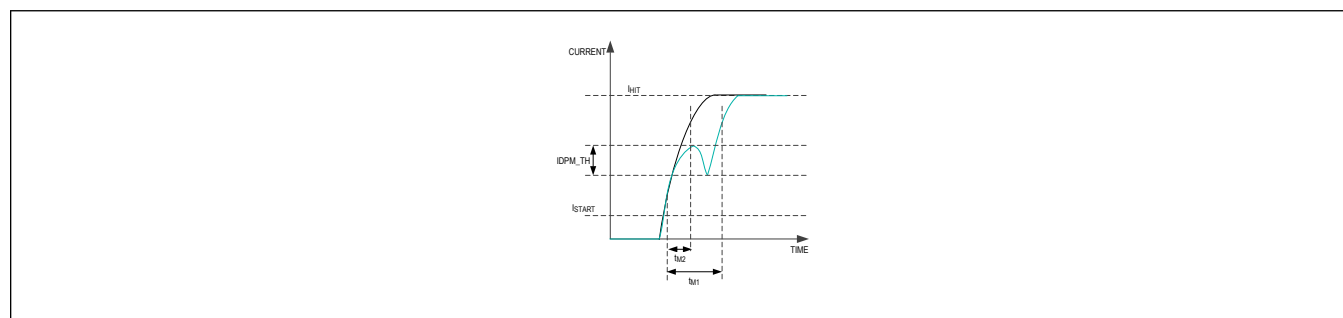 CURRENT
IHIT
IDPM_TH
ISTART
TIME
tM2
tM1